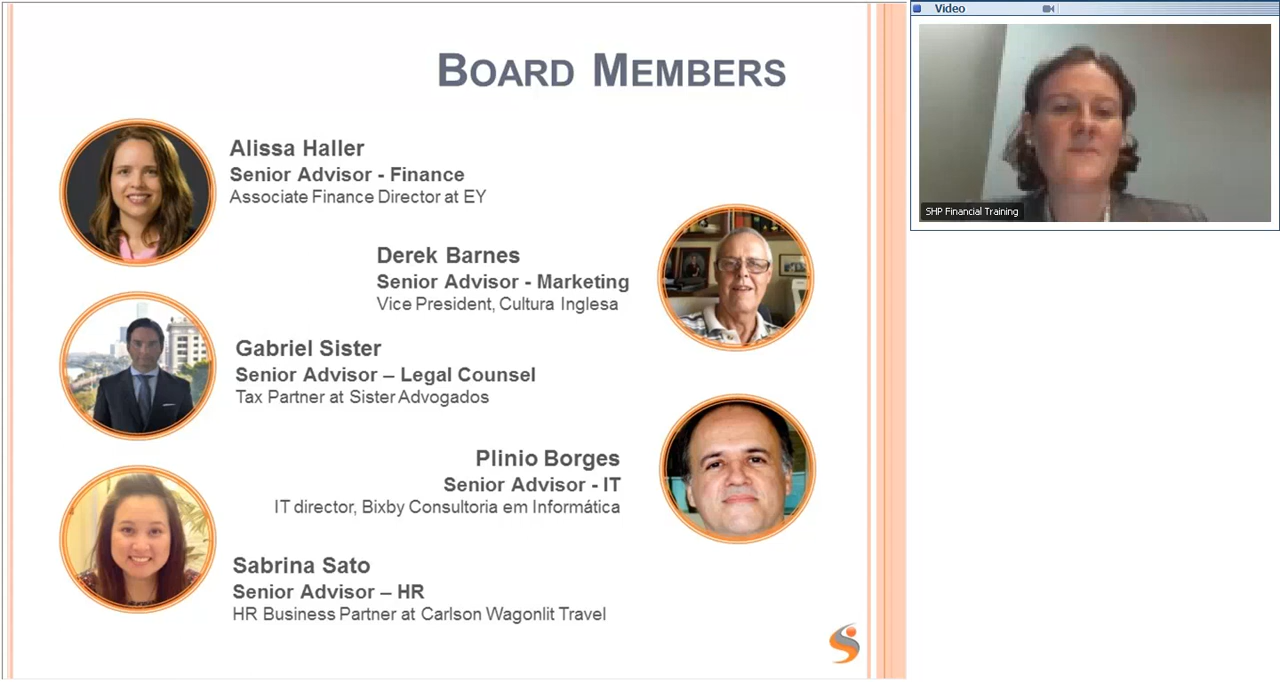 BOARD MEMBERS
Alissa Haller
Senior Advisor - Finance
Associate Finance Director at EY
Derek Barnes
Senior Advisor - Marketing
Vice President, Cultura Inglesa
Gabriel Sister
Senior Advisor – Legal Counsel
Tax Partner at Sister Advogados
Plinio Borges
Senior Advisor - IT
IT director, Bixby Consultoria em Informática
Sabrina Sato
Senior Advisor – HR
HR Business Partner at Carlson Wagonlit Travel
Video
SHP Financial Training